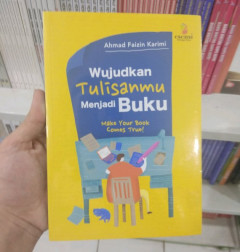 Ahmad Faizin Karimi
Wujudkan
Tulisanmu
Menjadi Buku
Make Your Book
Comes True!